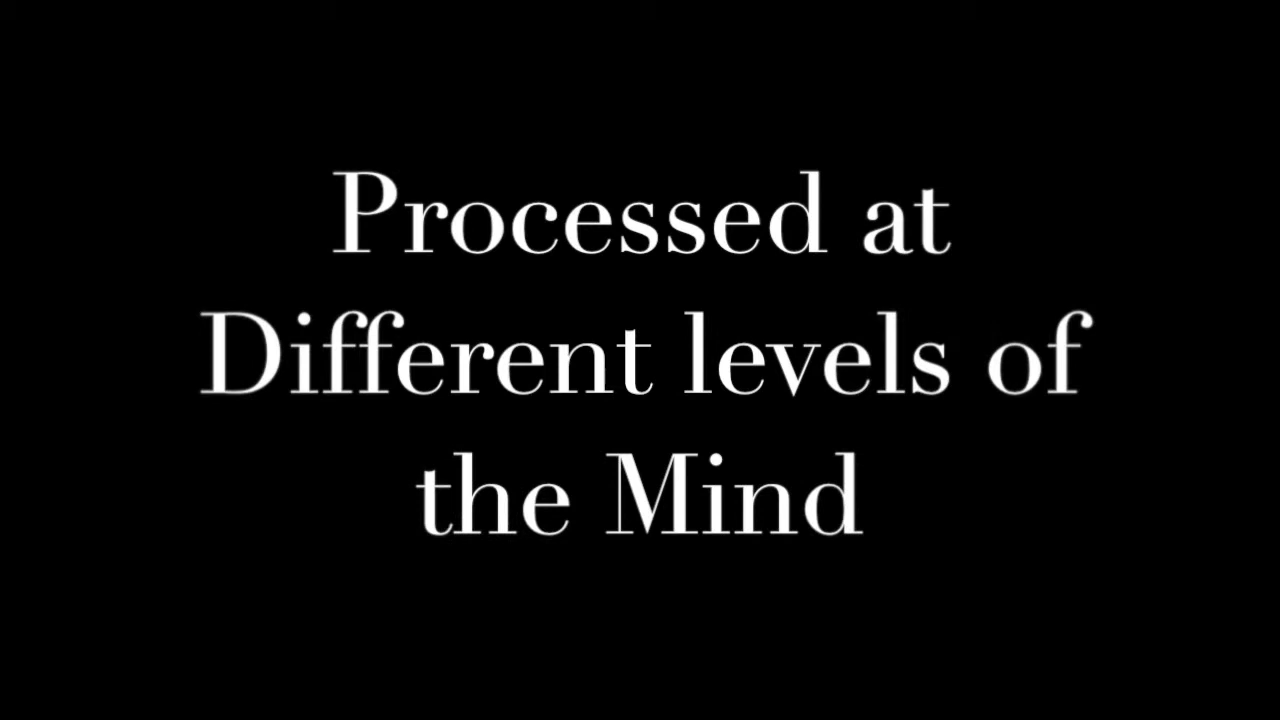 Processed at
Different levels of
the Mind